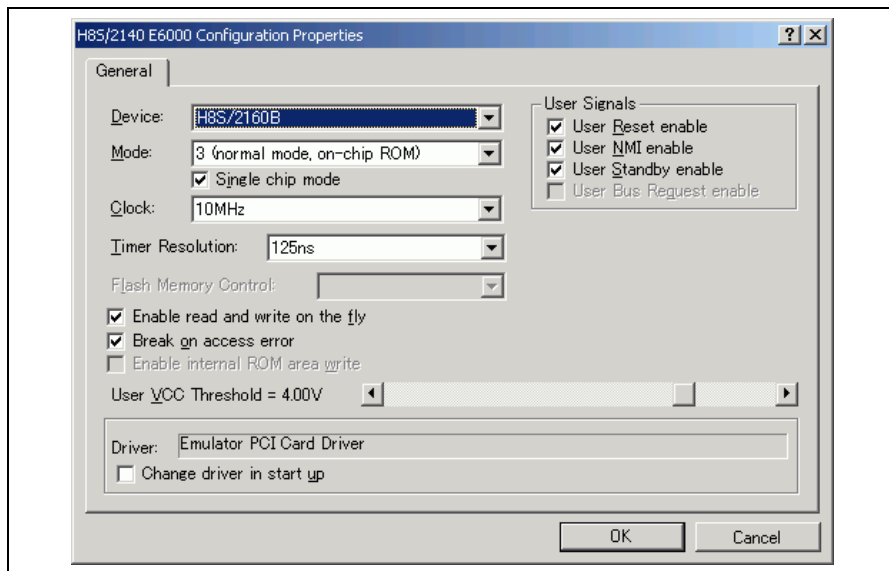 H8S/2140 E6000 Configuration Properties
General
Device: H8S/2160B
Mode: 3 (normal mode, on-chip ROM)
Single chip mode
Clock: 10MHz
Timer Resolution: 125ns
Flash Memory Control:
Enable read and write on the fly
Break on access error
Enable internal ROM area write
User VCC Threshold = 4.00V
User Signals
User Reset enable
User NMI enable
User Standby enable
User Bus Request enable
Driver: Emulator PCI Card Driver
Change driver in start up
OK Cancel